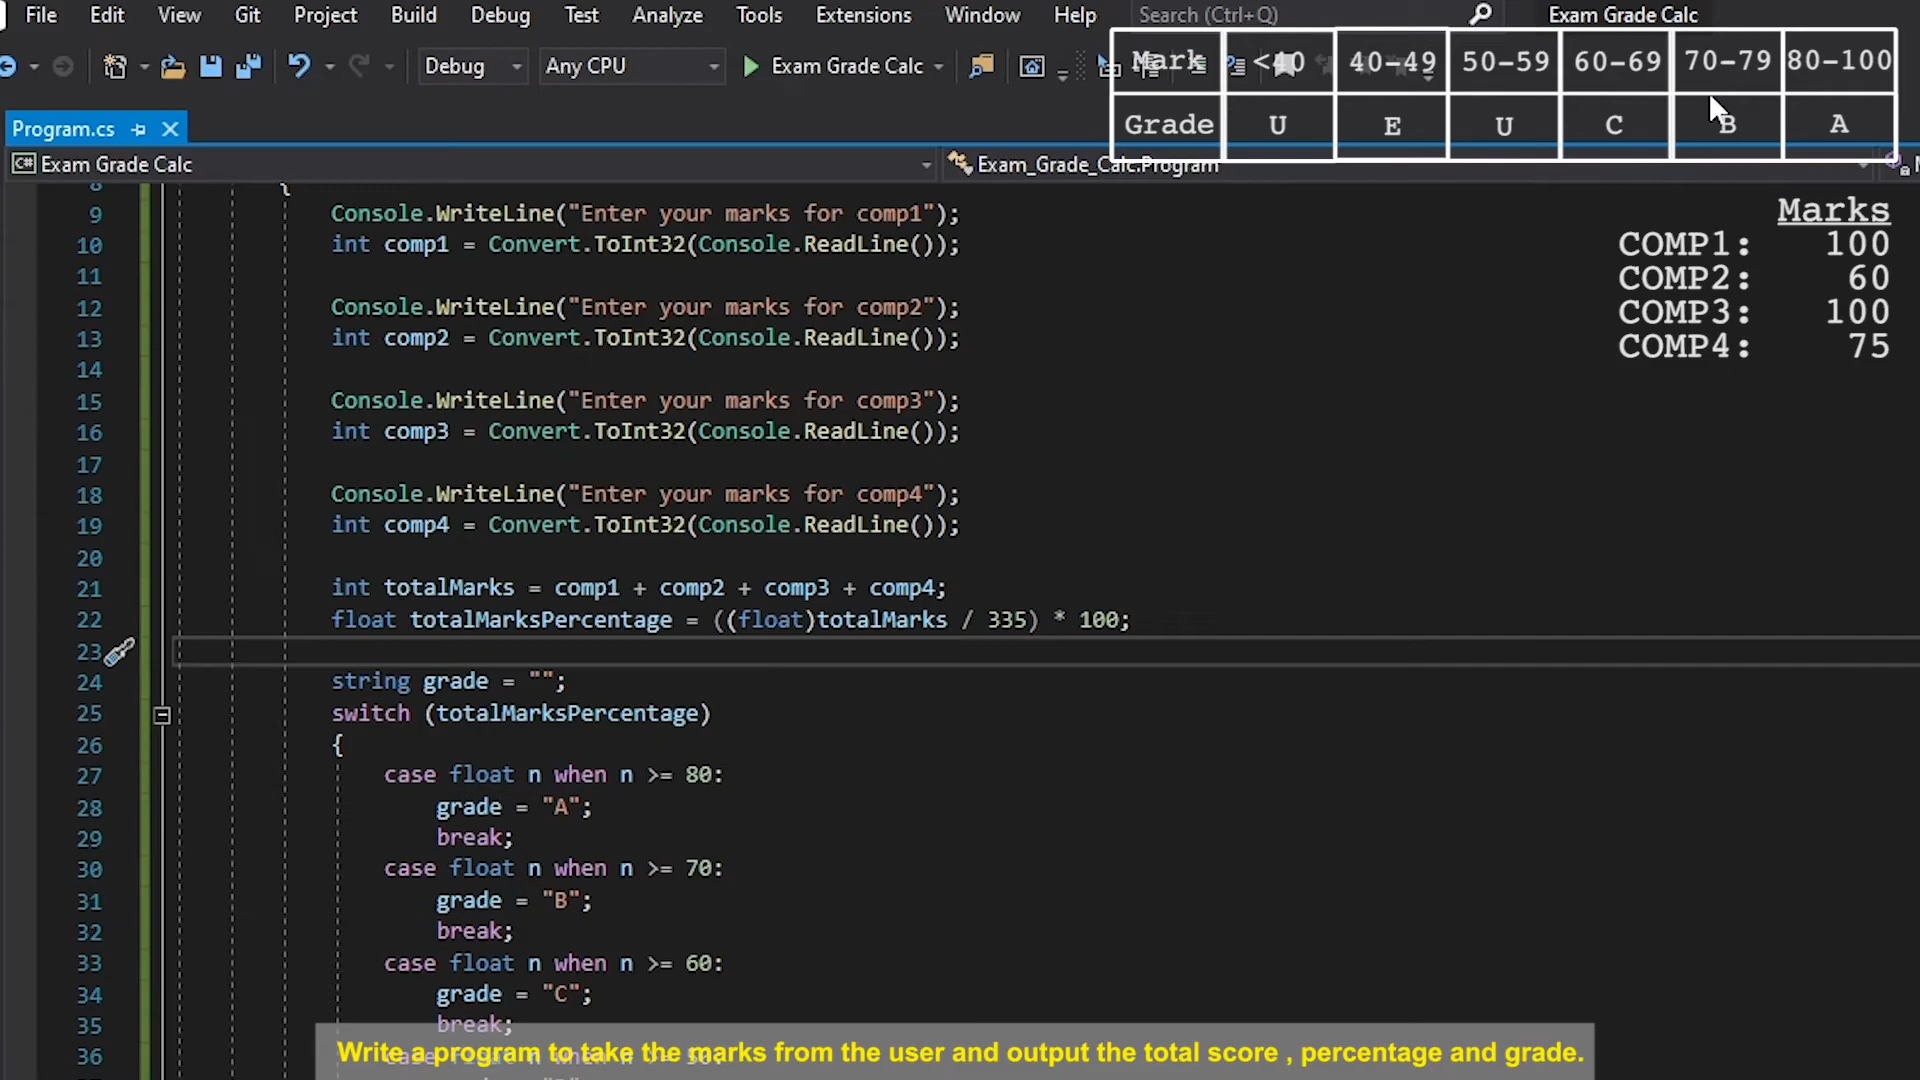 File Edit View Git Project Build Debug Test Analyze Tools Extensions Window Help Search (Ctrl+Q) Exam Grade Calc
Debug Any CPU Exam Grade Calc
Mark <40 40-49 50-59 60-69 70-79 80-100
Grade U E U C B A
Program.cs
C# Exam Grade Calc Exam_Grade_Calc.Program
8 {
9 Console.WriteLine("Enter your marks for comp1");
10 int comp1 = Convert.ToInt32(Console.ReadLine());
11
12 Console.WriteLine("Enter your marks for comp2");
13 int comp2 = Convert.ToInt32(Console.ReadLine());
14
15 Console.WriteLine("Enter your marks for comp3");
16 int comp3 = Convert.ToInt32(Console.ReadLine());
17
18 Console.WriteLine("Enter your marks for comp4");
19 int comp4 = Convert.ToInt32(Console.ReadLine());
20
21 int totalMarks = comp1 + comp2 + comp3 + comp4;
22 float totalMarksPercentage = ((float)totalMarks / 335) * 100;
23
24 string grade = "";
25 switch (totalMarksPercentage)
26 {
27 case float n when n >= 80:
28 grade = "A";
29 break;
30 case float n when n >= 70:
31 grade = "B";
32 break;
33 case float n when n >= 60:
34 grade = "C";
35 break;
36
Marks
COMP1: 100
COMP2: 60
COMP3: 100
COMP4: 75
Write a program to take the marks from the user and output the total score , percentage and grade.